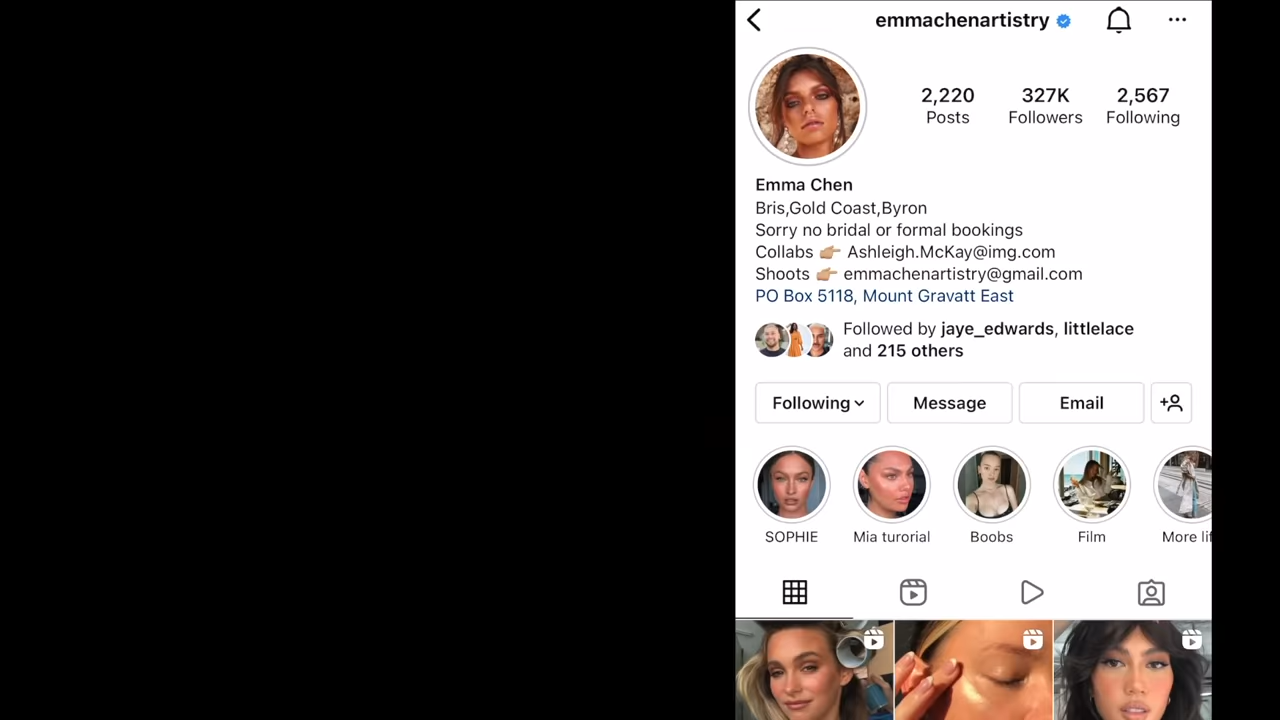 emmachenartistry
2,220 327K 2,567
Posts Followers Following
Emma Chen
Bris,Gold Coast,Byron
Sorry no bridal or formal bookings
Collabs 👉🏼 Ashleigh.McKay@img.com
Shoots 👉🏼 emmachenartistry@gmail.com
PO Box 5118, Mount Gravatt East
Followed by jaye_edwards, littlelace
and 215 others
Following Message Email
SOPHIE Mia turorial Boobs Film More lif